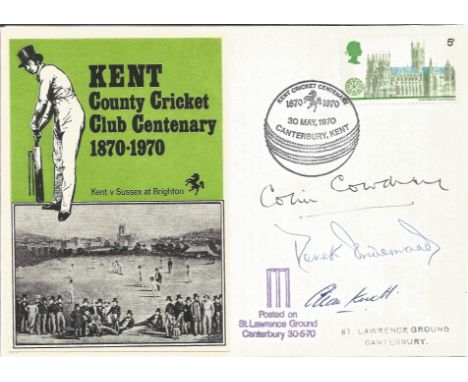 KENT
County Cricket
Club Centenary
1870-1970
Kent v Sussex at Brighton
5d
KENT CRICKET CENTENARY
1870 1970
30 MAY, 1970
CANTERBURY, KENT
Colin Cowdrey
Derek Underwood
Alan Knott
Posted on
St. Lawrence Ground
Canterbury 30-5-70
ST. LAWRENCE GROUND
CANTERBURY.